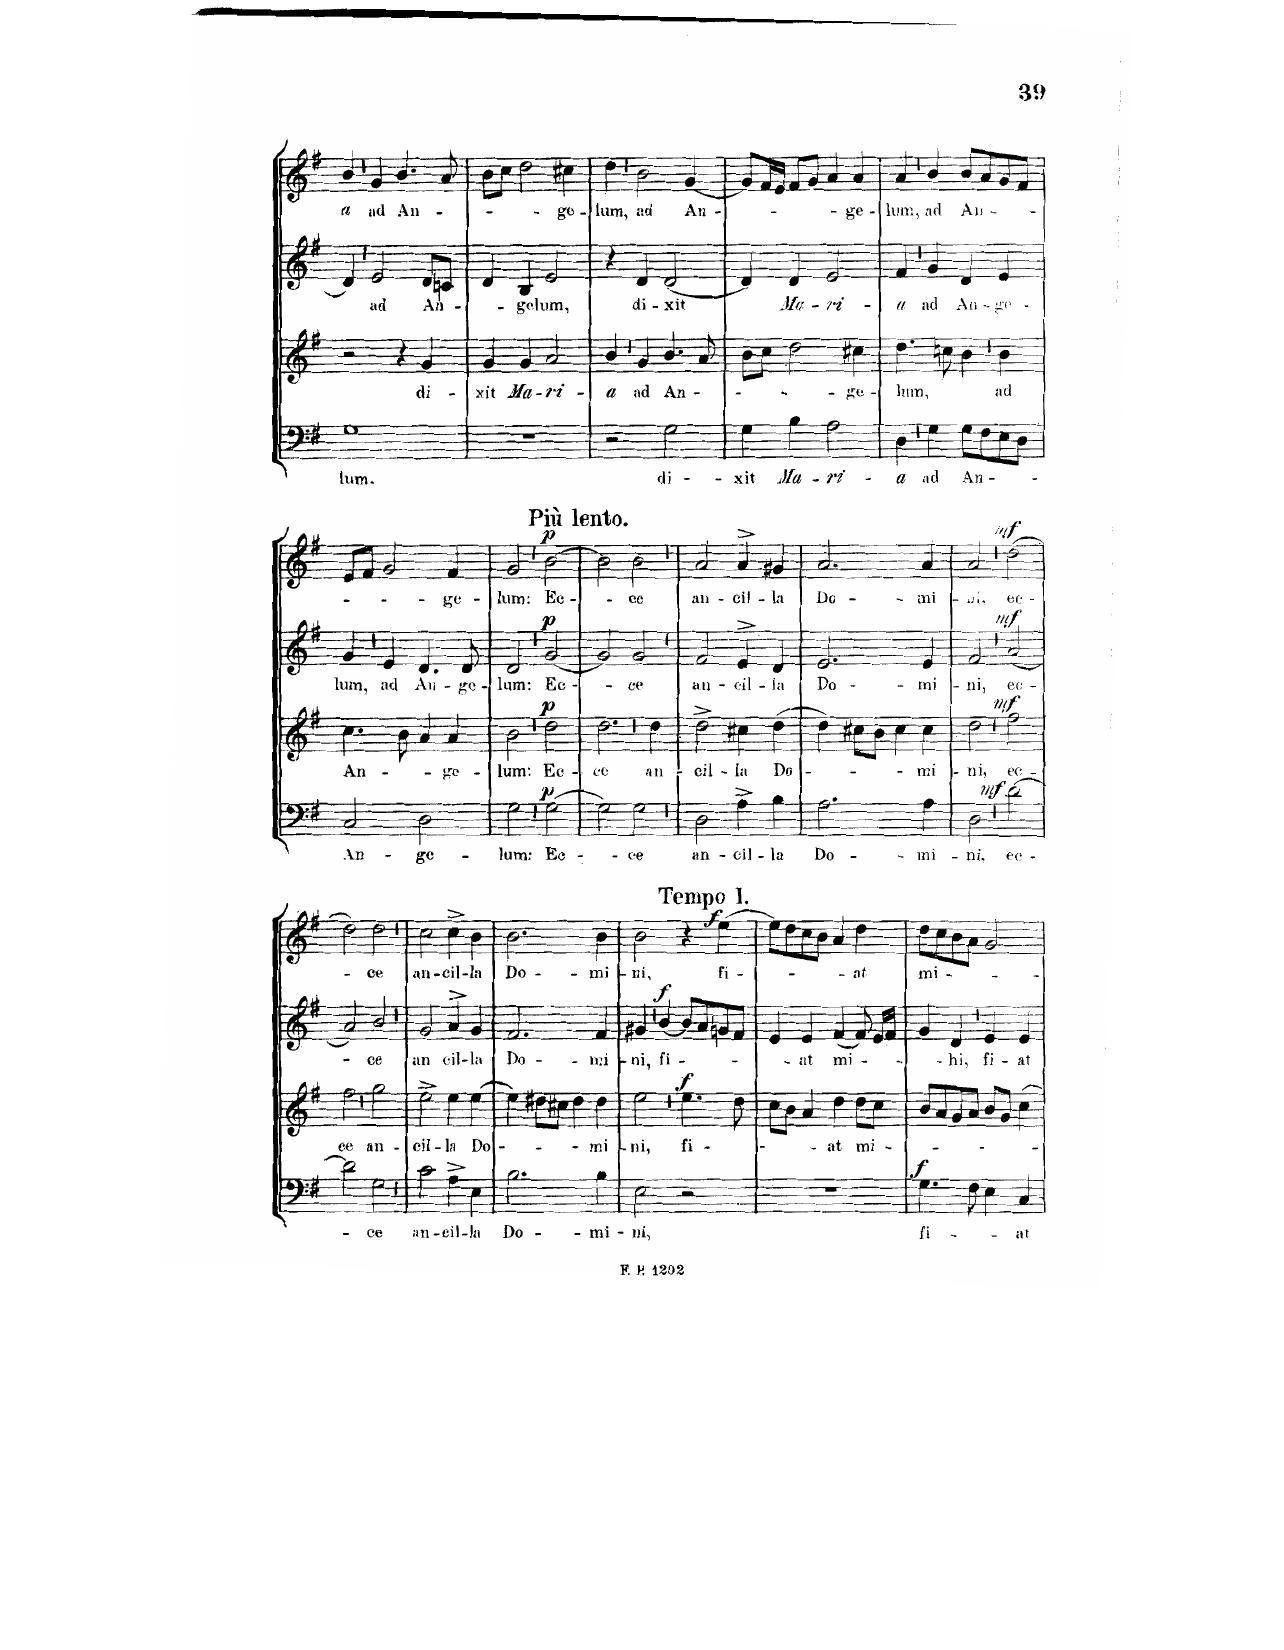 39
a ad An - - - ge - lum, ad An - - - ge - lum, ad An - -
ad An - - gelum, di - xit Ma - ri - a ad An - ge -
di - xit Ma - ri - a ad An - - - - ge - lum, ad
lum. di - - xit Ma - ri - a ad An - -
Più lento.
p mf
- - - ge - lum: Ec - - ce an - cil - la Do - - mi - ni, ec -
p mf
lum, ad An - ge - lum: Ec - - ce an - cil - la Do - - mi - ni, ec -
p mf
An - - ge - lum: Ec - ce an - cil - la Do - - - - mi - ni, ec -
p mf
An - ge - lum: Ec - - ce an - cil - la Do - - mi - ni, ec -
Tempo I.
f
- ce an - cil - la Do - - mi - ni, fi - - - - at mi - - - -
f
- ce an cil - la Do - - mi - ni, fi - - - - at mi - - - hi, fi - at
f
ce an - cil - la Do - - - - mi - ni, fi - - - - at mi - - - - -
f
- ce an - cil - la Do - - mi - ni, fi - - - at
F. P. 1202